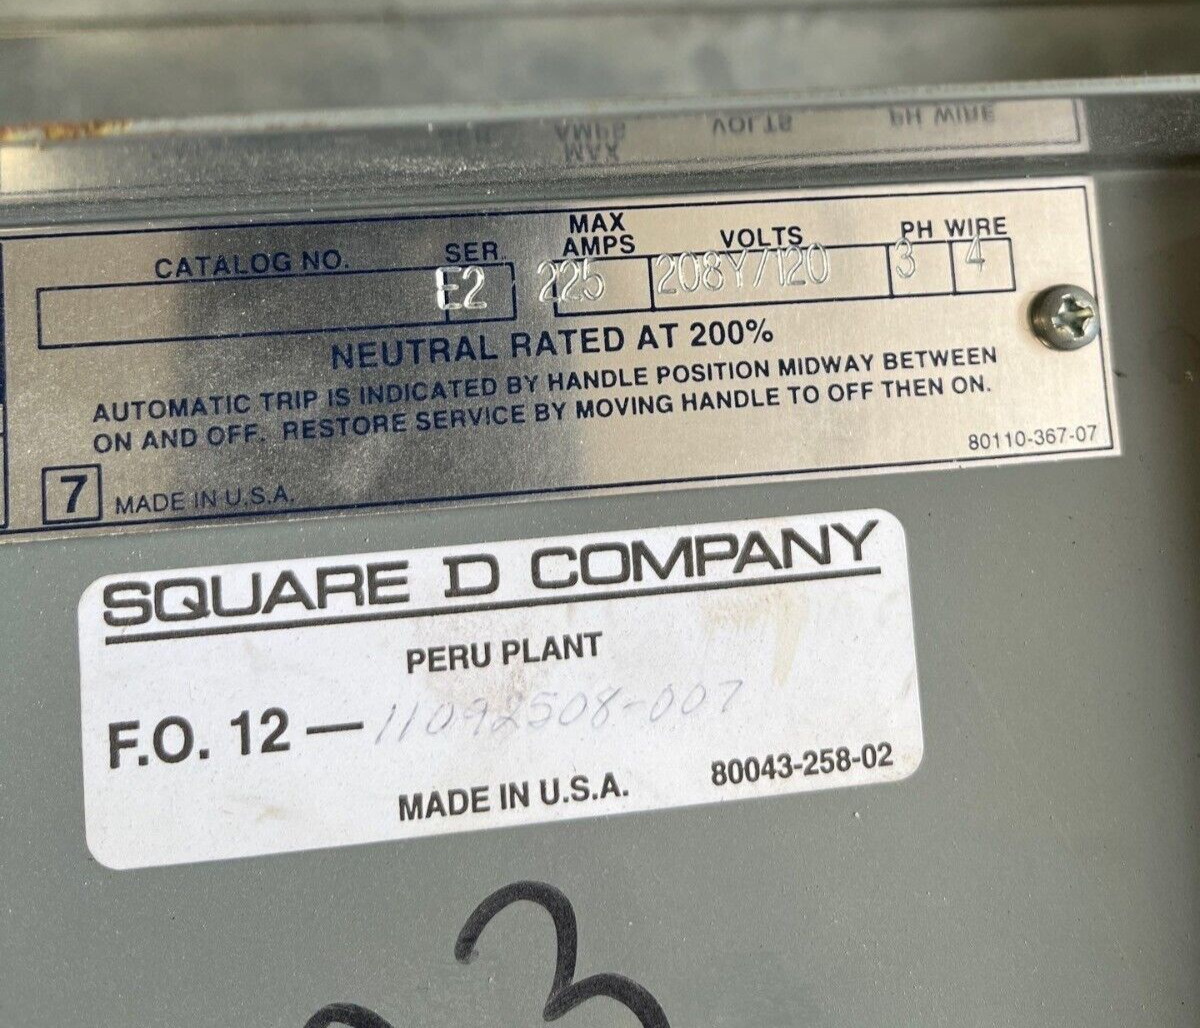 MAX
CATALOG NO. SER. AMPS VOLTS PH WIRE
E2 225 208Y/120 3 4
NEUTRAL RATED AT 200%
AUTOMATIC TRIP IS INDICATED BY HANDLE POSITION MIDWAY BETWEEN
ON AND OFF. RESTORE SERVICE BY MOVING HANDLE TO OFF THEN ON.
80110-367-07
7 MADE IN U.S.A.
SQUARE D COMPANY
PERU PLANT
F.O. 12 — 11092508-007
MADE IN U.S.A. 80043-258-02